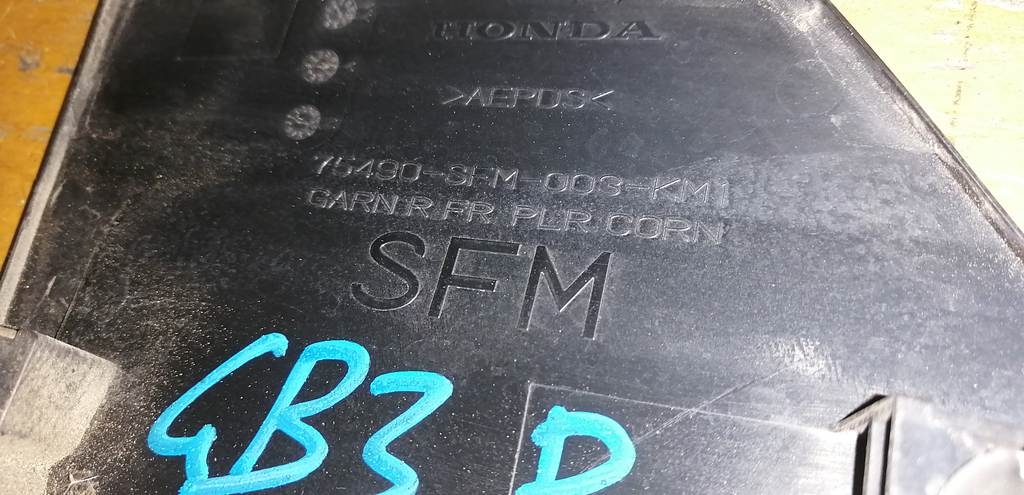 HONDA
>AEPDS<
75490-SFM-003-KM1
GARN R FR PLR CORN
SFM
GB3 D